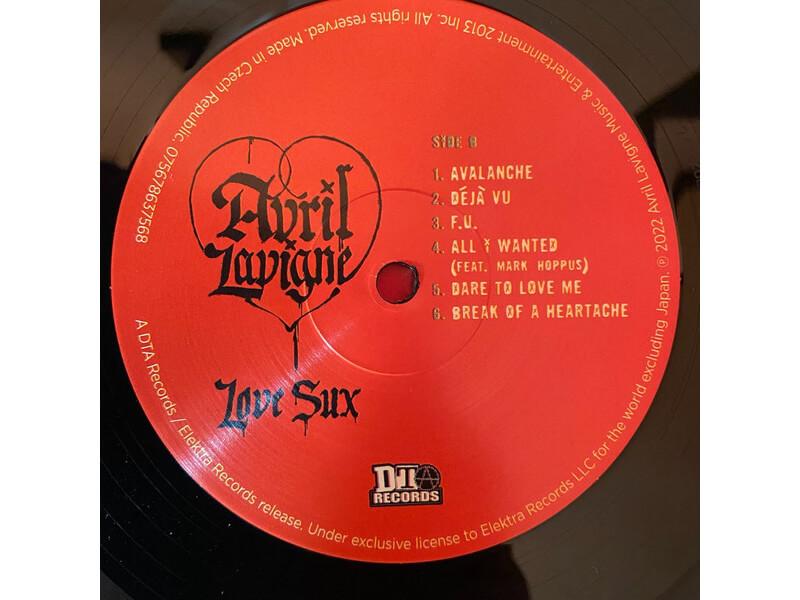 Avril
Lavigne
Love Sux
SIDE B
1. AVALANCHE
2. DÉJÀ VU
3. F.U.
4. ALL I WANTED
(FEAT. MARK HOPPUS)
5. DARE TO LOVE ME
6. BREAK OF A HEARTACHE
DTA
RECORDS
A DTA Records / Elektra Records release. Under exclusive license to Elektra Records LLC for the world excluding Japan. ℗ 2022 Avril Lavigne Music & Entertainment 2013 Inc. All rights reserved. Made in Czech Republic. 075678637568